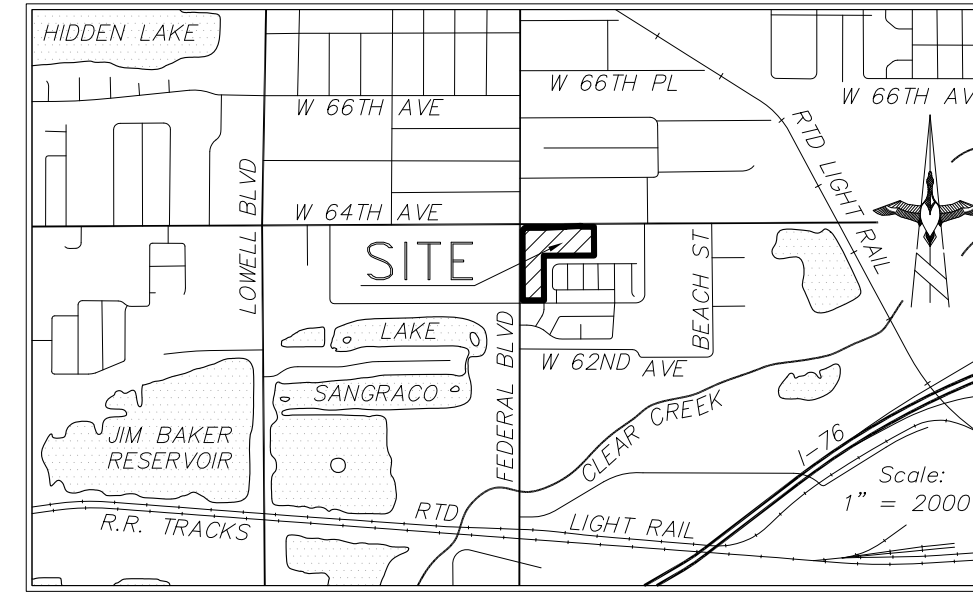 HIDDEN LAKE
W 66TH AVE
W 66TH PL
W 66TH AV
RTD LIGHT RAIL
LOWELL BLVD
W 64TH AVE
SITE
BEACH ST
LAKE
SANGRACO
FEDERAL BLVD
W 62ND AVE
CLEAR CREEK
JIM BAKER
RESERVOIR
I-76
Scale:
1" = 2000
R.R. TRACKS
RTD
LIGHT RAIL